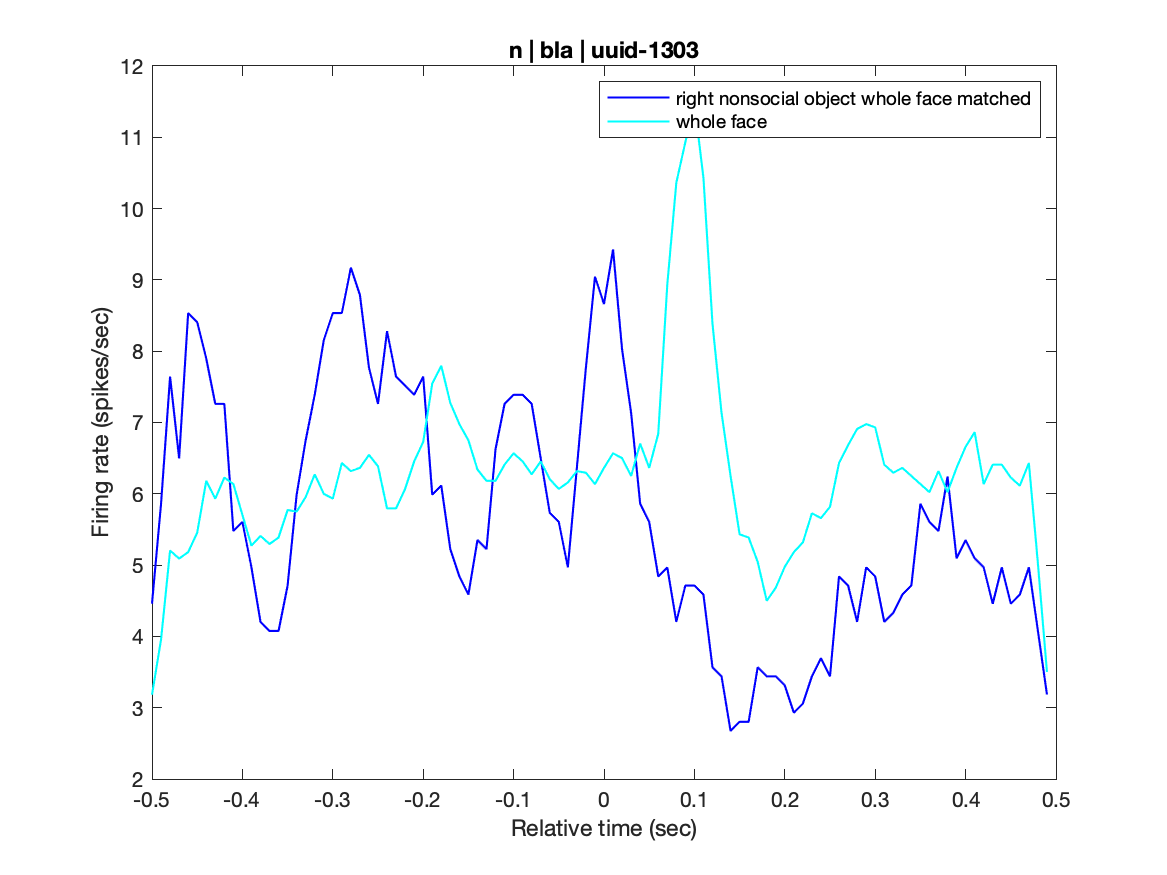 n | bla | uuid-1303
12
right nonsocial object whole face matched
whole face
11
10
9
8
7
6
5
4
3
2
Firing rate (spikes/sec)
-0.5 -0.4 -0.3 -0.2 -0.1 0 0.1 0.2 0.3 0.4 0.5
Relative time (sec)